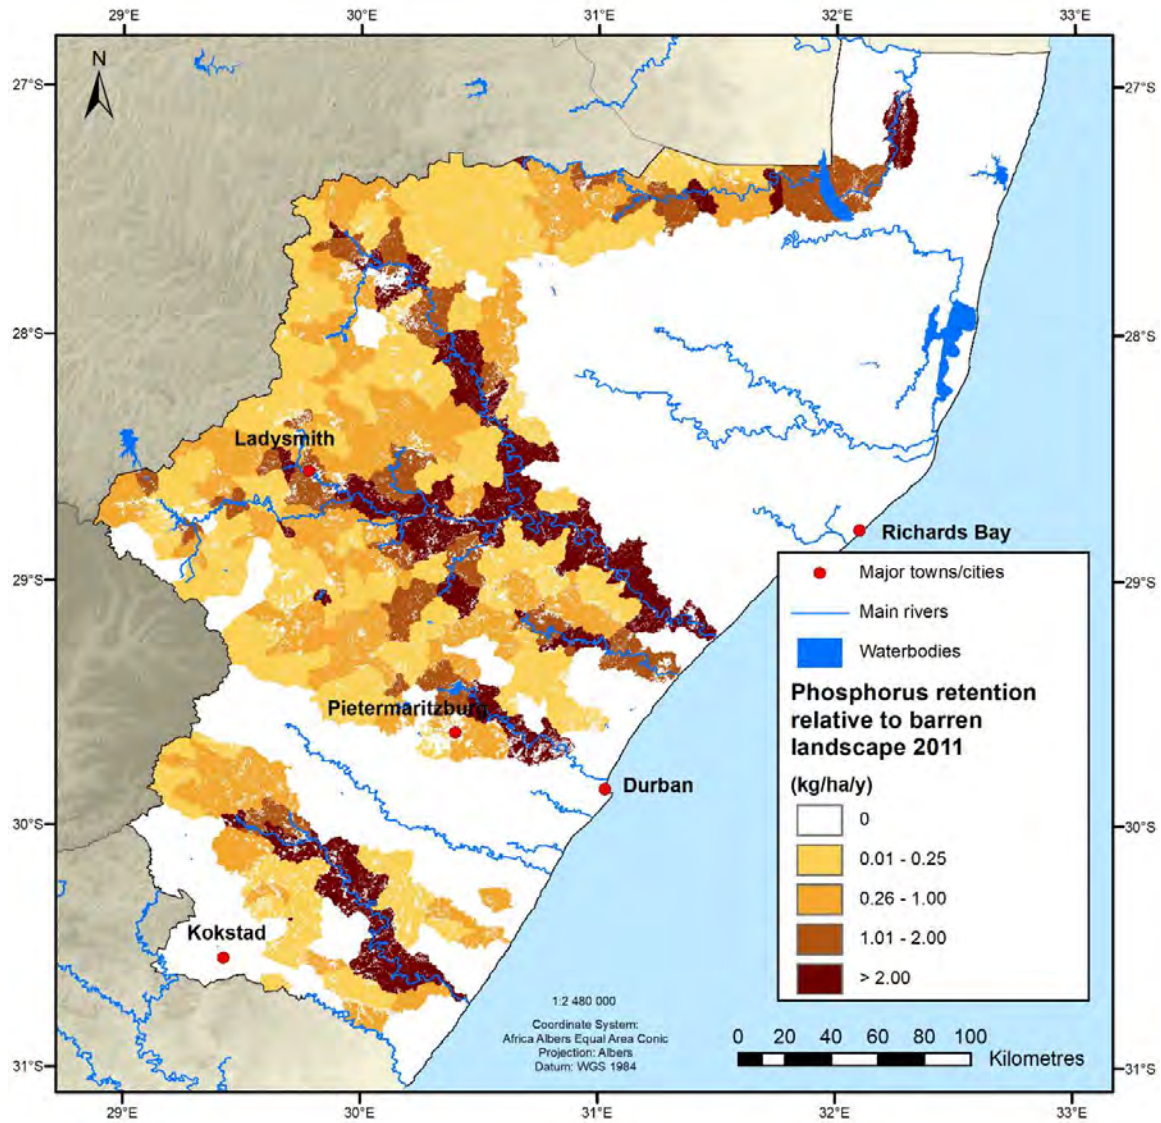 29°E 30°E 31°E 32°E 33°E
N
27°S 27°S
28°S 28°S
Ladysmith
Richards Bay
29°S 29°S
Major towns/cities
Main rivers
Waterbodies
Phosphorus retention
relative to barren
landscape 2011
(kg/ha/y)
0
0.01 - 0.25
0.26 - 1.00
1.01 - 2.00
> 2.00
Pietermaritzburg
Durban
30°S 30°S
Kokstad
1:2 480 000
Coordinate System:
Africa Albers Equal Area Conic
Projection: Albers
Datum: WGS 1984
0 20 40 60 80 100
Kilometres
31°S 31°S
29°E 30°E 31°E 32°E 33°E